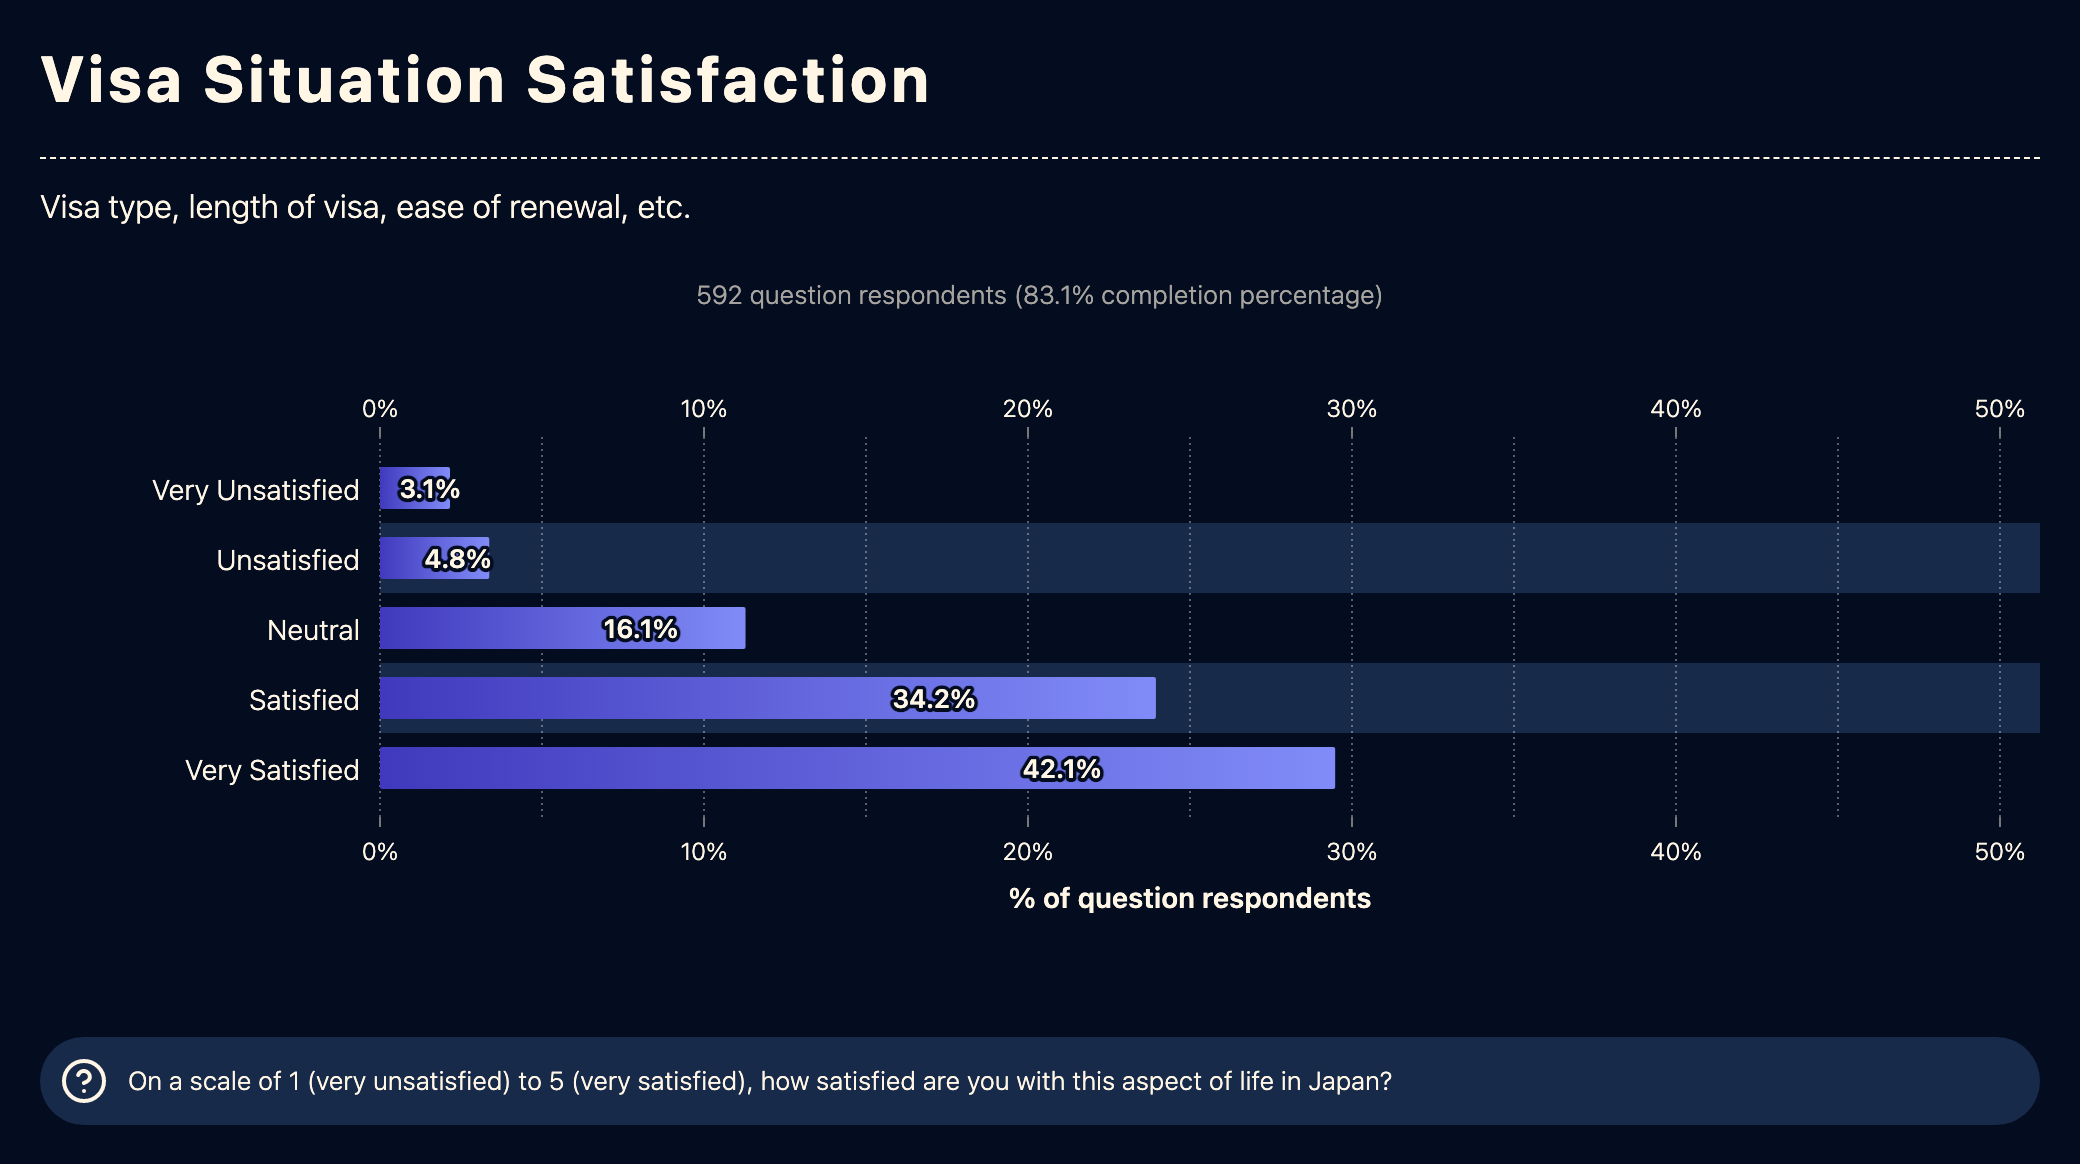 Visa Situation Satisfaction
Visa type, length of visa, ease of renewal, etc.
592 question respondents (83.1% completion percentage)
0% 10% 20% 30% 40% 50%
Very Unsatisfied 3.1%
Unsatisfied 4.8%
Neutral 16.1%
Satisfied 34.2%
Very Satisfied 42.1%
0% 10% 20% 30% 40% 50%
% of question respondents
On a scale of 1 (very unsatisfied) to 5 (very satisfied), how satisfied are you with this aspect of life in Japan?